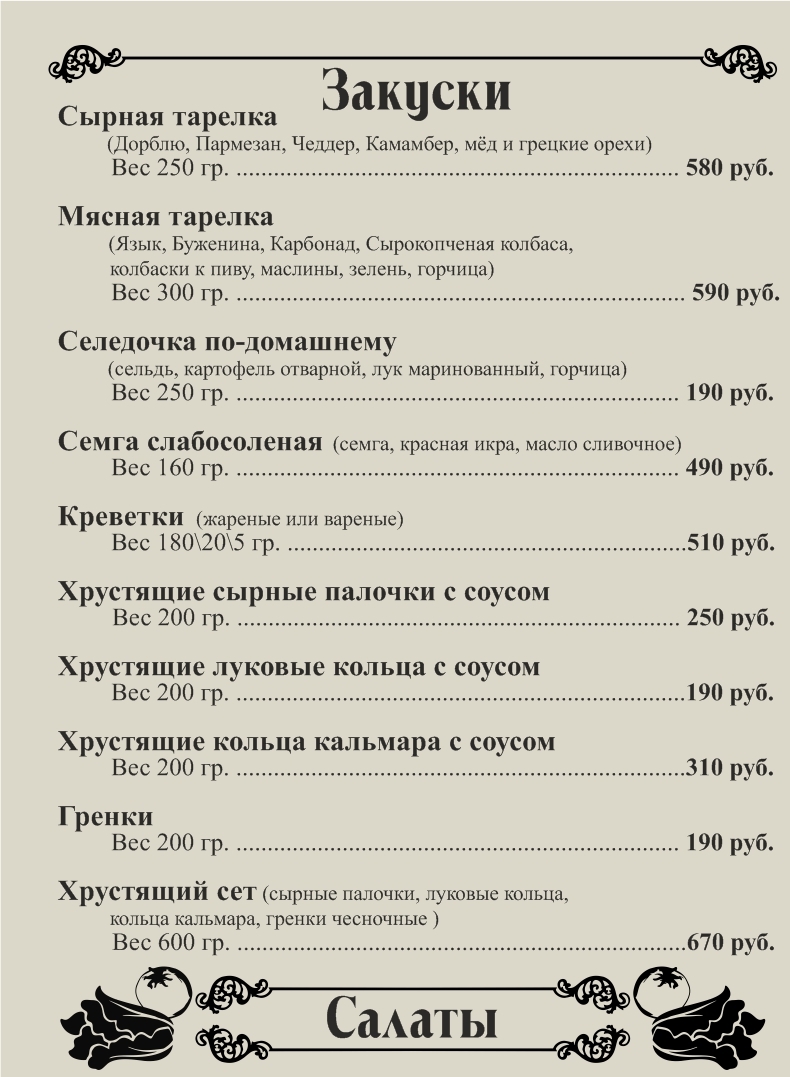 Закуски
Сырная тарелка
(Дорблю, Пармезан, Чеддер, Камамбер, мёд и грецкие орехи)
Вес 250 гр. ................................................................ 580 руб.
Мясная тарелка
(Язык, Буженина, Карбонад, Сырокопченая колбаса,
колбаски к пиву, маслины, зелень, горчица)
Вес 300 гр. ................................................................ 590 руб.
Селедочка по-домашнему
(сельдь, картофель отварной, лук маринованный, горчица)
Вес 250 гр. ................................................................ 190 руб.
Семга слабосоленая (семга, красная икра, масло сливочное)
Вес 160 гр. ................................................................ 490 руб.
Креветки (жареные или вареные)
Вес 180\20\5 гр. .........................................................510 руб.
Хрустящие сырные палочки с соусом
Вес 200 гр. ................................................................ 250 руб.
Хрустящие луковые кольца с соусом
Вес 200 гр. ................................................................190 руб.
Хрустящие кольца кальмара с соусом
Вес 200 гр. ................................................................310 руб.
Гренки
Вес 200 гр. ................................................................ 190 руб.
Хрустящий сет (сырные палочки, луковые кольца,
кольца кальмара, гренки чесночные )
Вес 600 гр. ................................................................670 руб.
Салаты